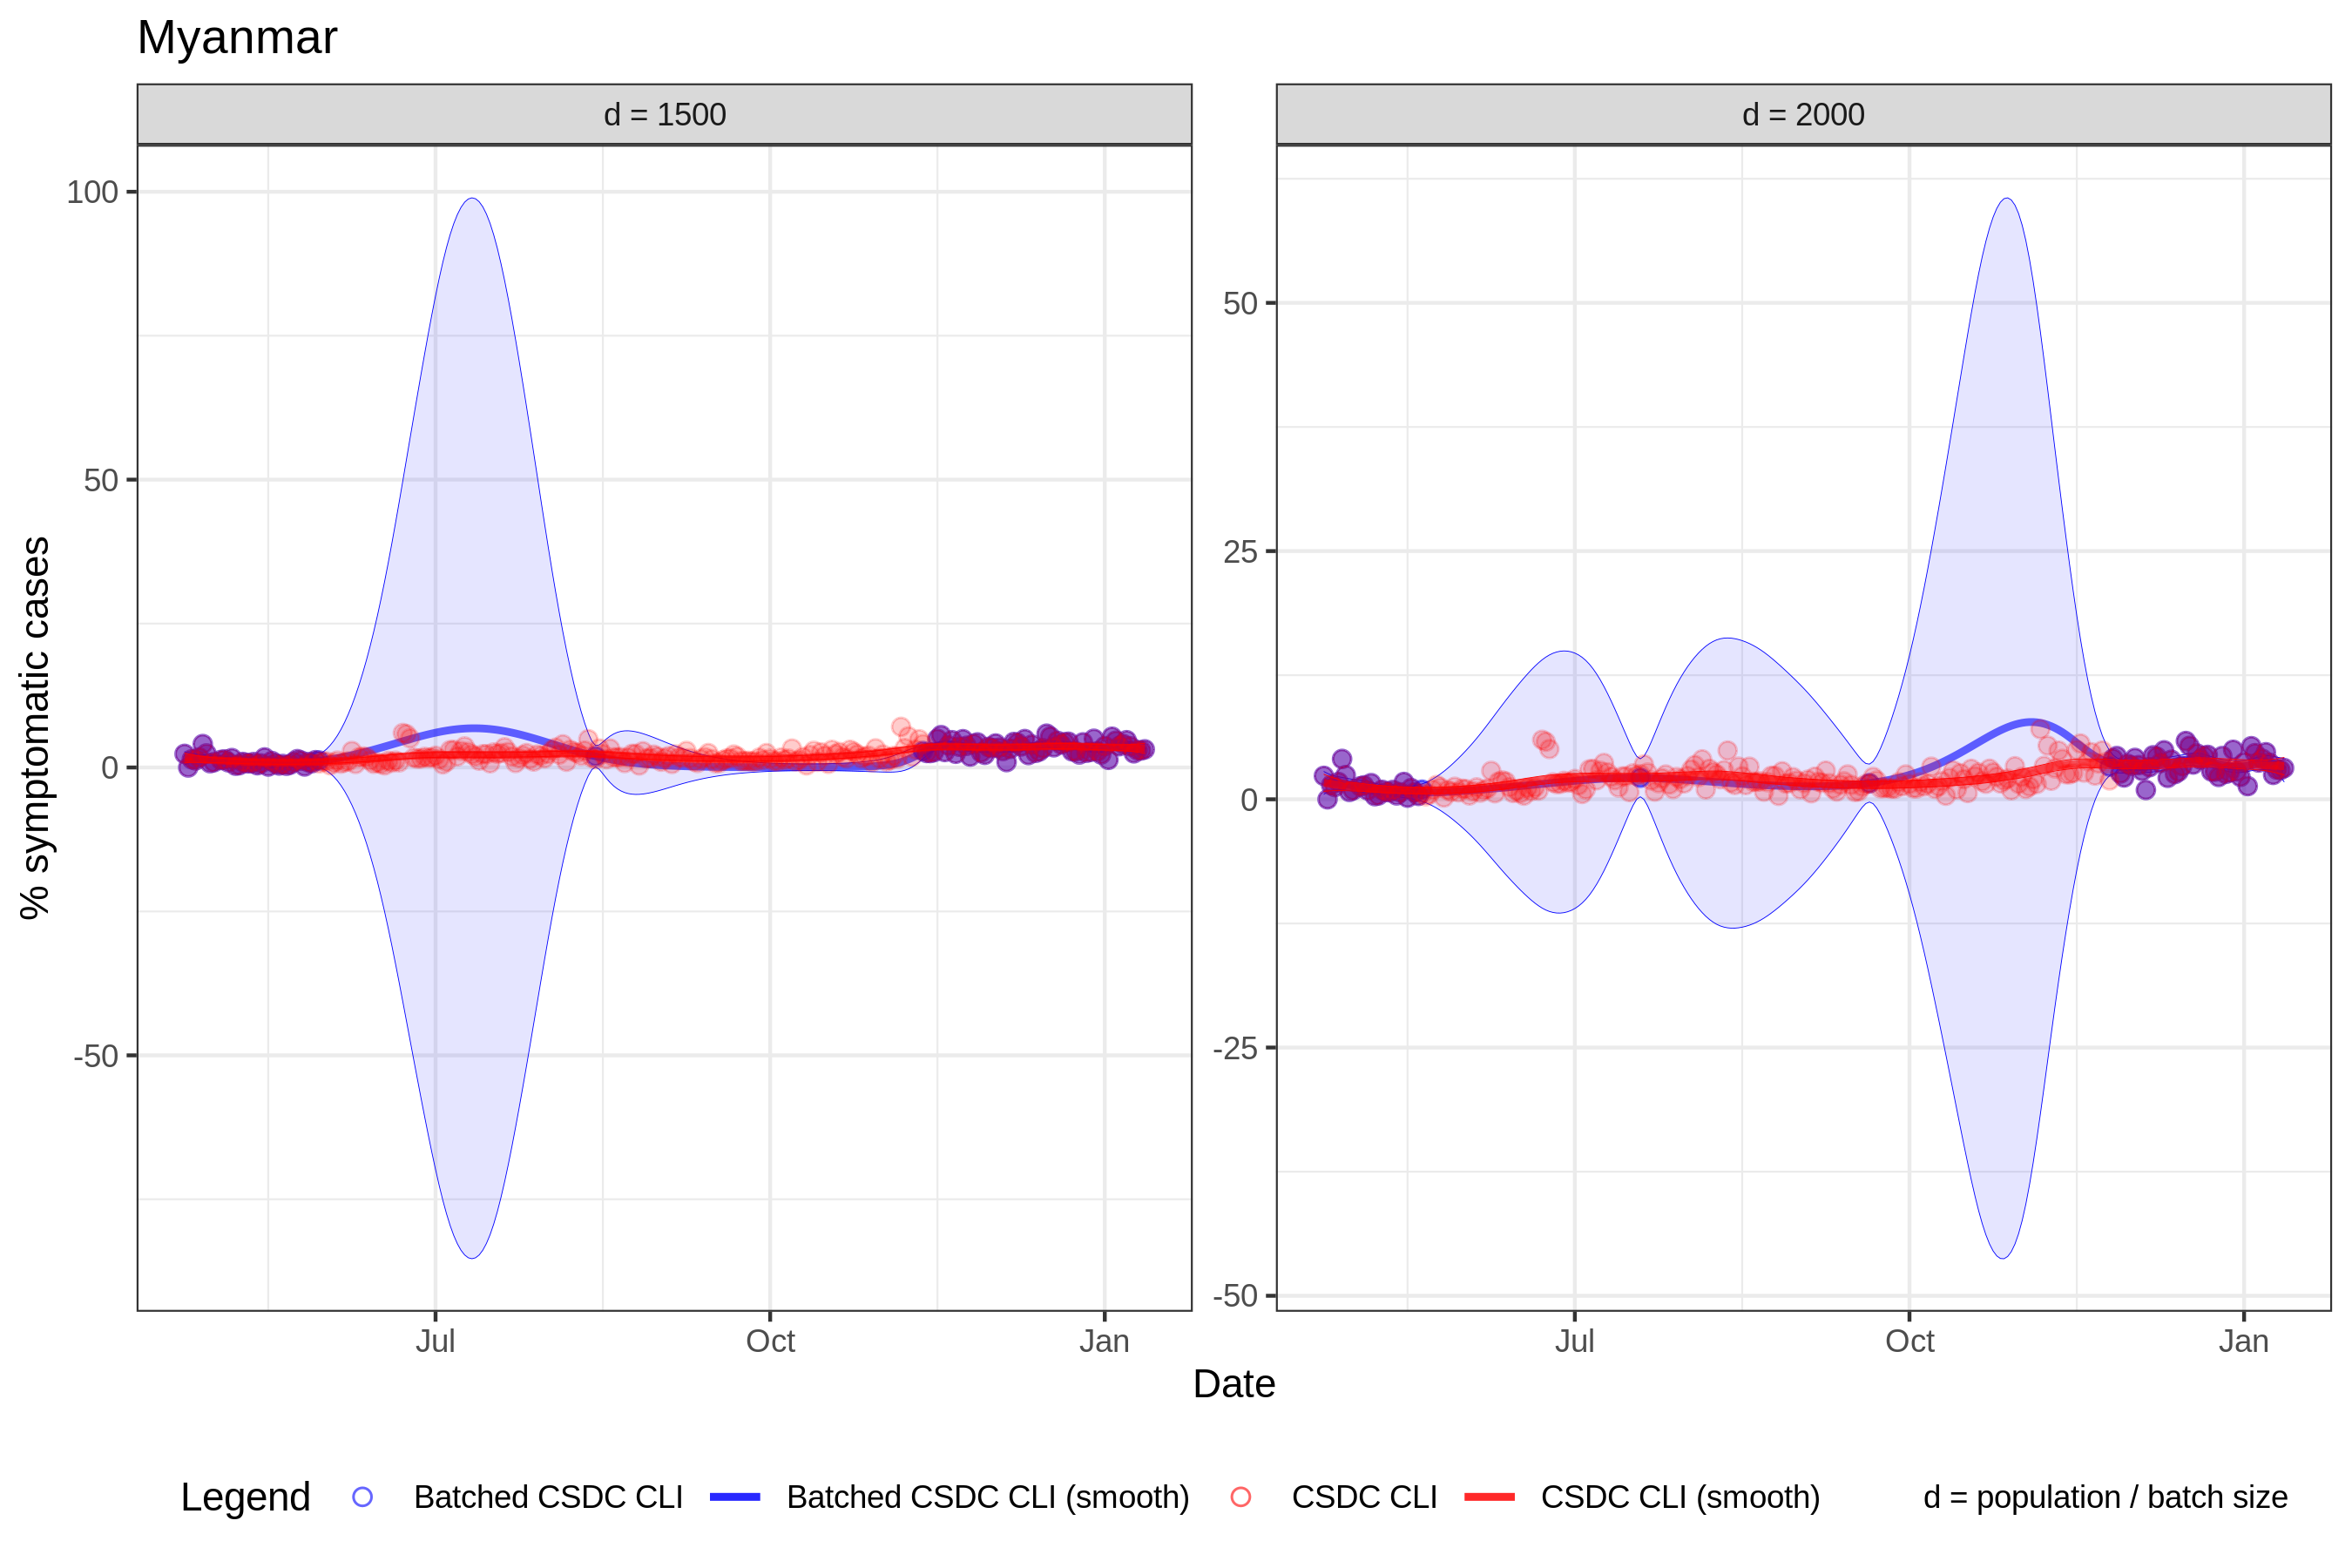 Myanmar
d = 1500
d = 2000
% symptomatic cases
100
50
0
-50
50
25
0
-25
-50
Jul
Oct
Jan
Jul
Oct
Jan
Date
Legend
Batched CSDC CLI
Batched CSDC CLI (smooth)
CSDC CLI
CSDC CLI (smooth)
d = population / batch size